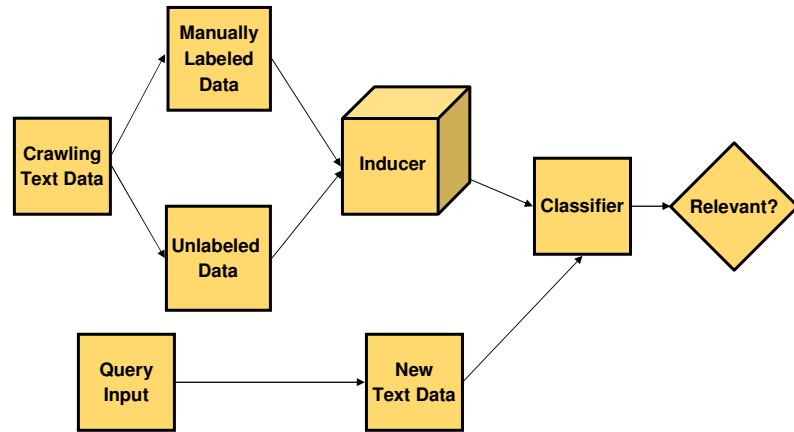 Manually
Labeled
Data
Crawling
Text Data
Inducer
Classifier
Relevant?
Unlabeled
Data
Query
Input
New
Text Data